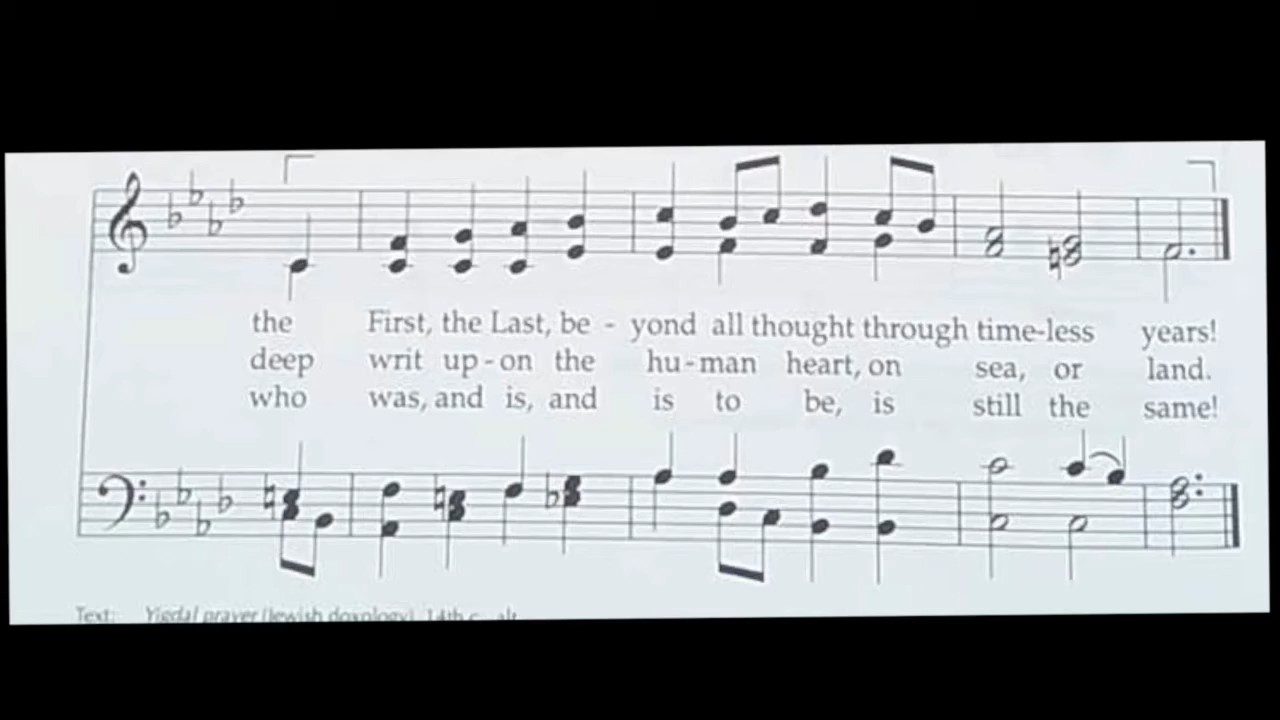 the First, the Last, be - yond all thought through time-less years!
deep writ up - on the hu - man heart, on sea, or land.
who was, and is, and is to be, is still the same!
Text: Yigdal prayer (Jewish doxology), 14th c., alt.